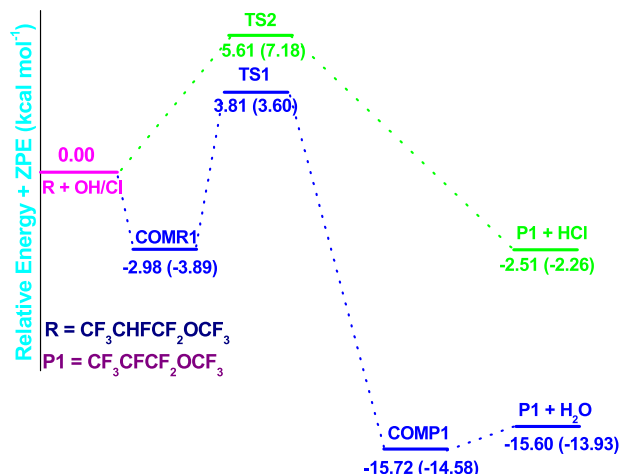 Relative Energy + ZPE (kcal mol⁻¹)
TS2
5.61 (7.18)
TS1
3.81 (3.60)
0.00
R + OH/Cl
COMR1
-2.98 (-3.89)
P1 + HCl
-2.51 (-2.26)
R = CF₃CHFCF₂OCF₃
P1 = CF₃CFCF₂OCF₃
COMP1
-15.72 (-14.58)
P1 + H₂O
-15.60 (-13.93)